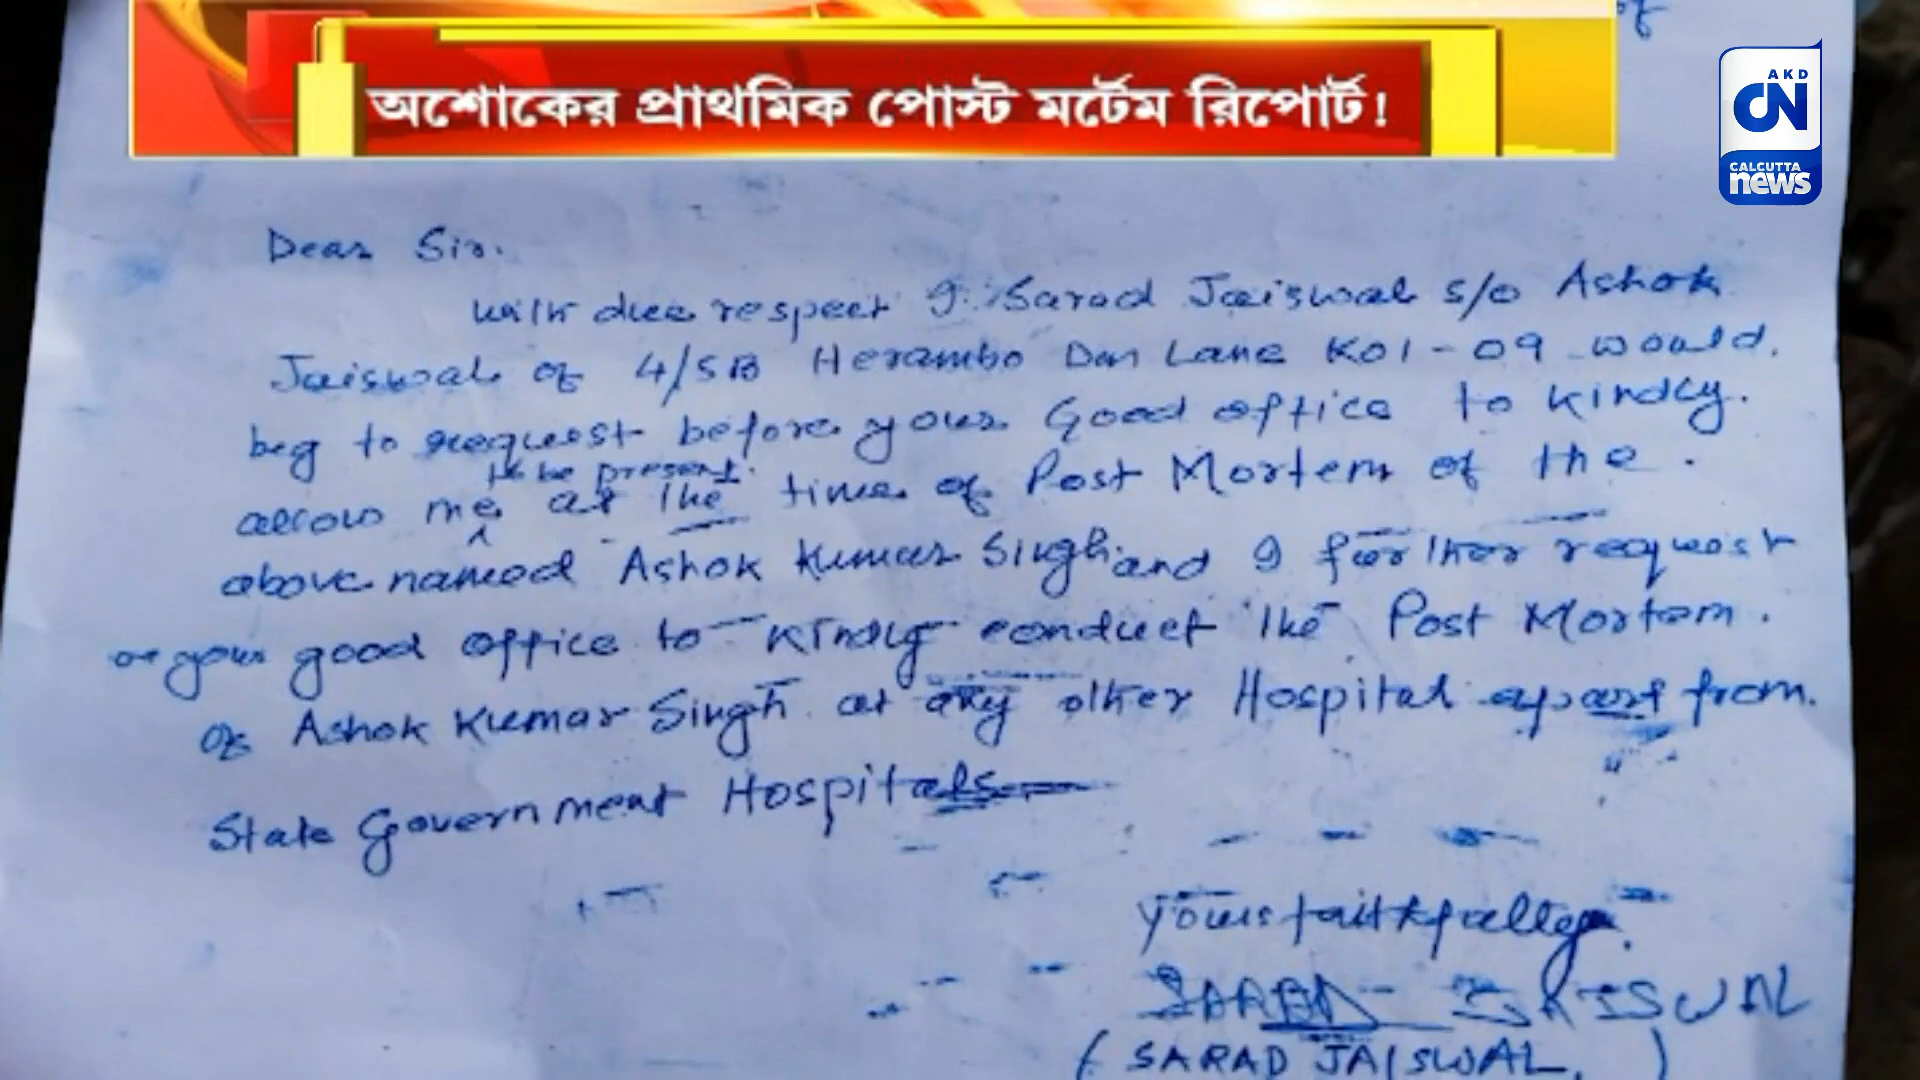 অশোকের প্রাথমিক পোস্ট মর্টেম রিপোর্ট!
AKD
CN
CALCUTTA
news
of
Dear Sir.
With due respect I Sarad Jaiswal s/o Ashok
Jaiswal of 4/5B Herambo Das Lane Kol-09 would
beg to request before your Good office to kindly
to be present
allow me at the time of Post Mortem of the
above named Ashok Kumar Singh and I further request
your good office to kindly conduct the Post Mortem
of Ashok Kumar Singh at any other Hospital apart from
State Government Hospitals
Yours faithfully.
SARAD JAISWAL
(SARAD JAISWAL.)